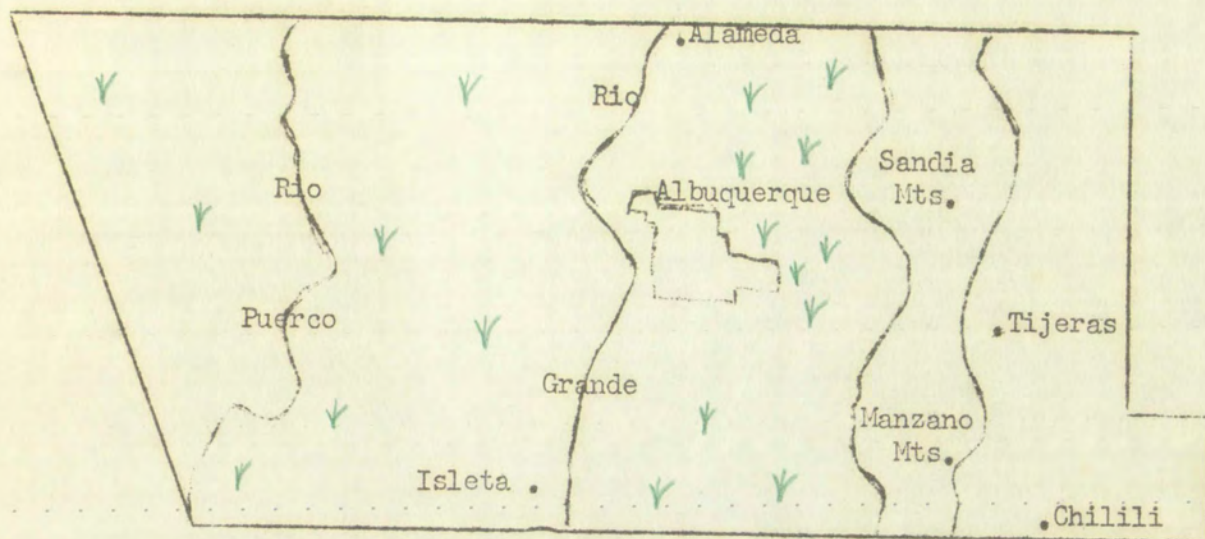 Alameda
Rio
Sandia
Mts.
Rio
Albuquerque
Puerco
Tijeras
Grande
Manzano
Mts.
Isleta
Chilili